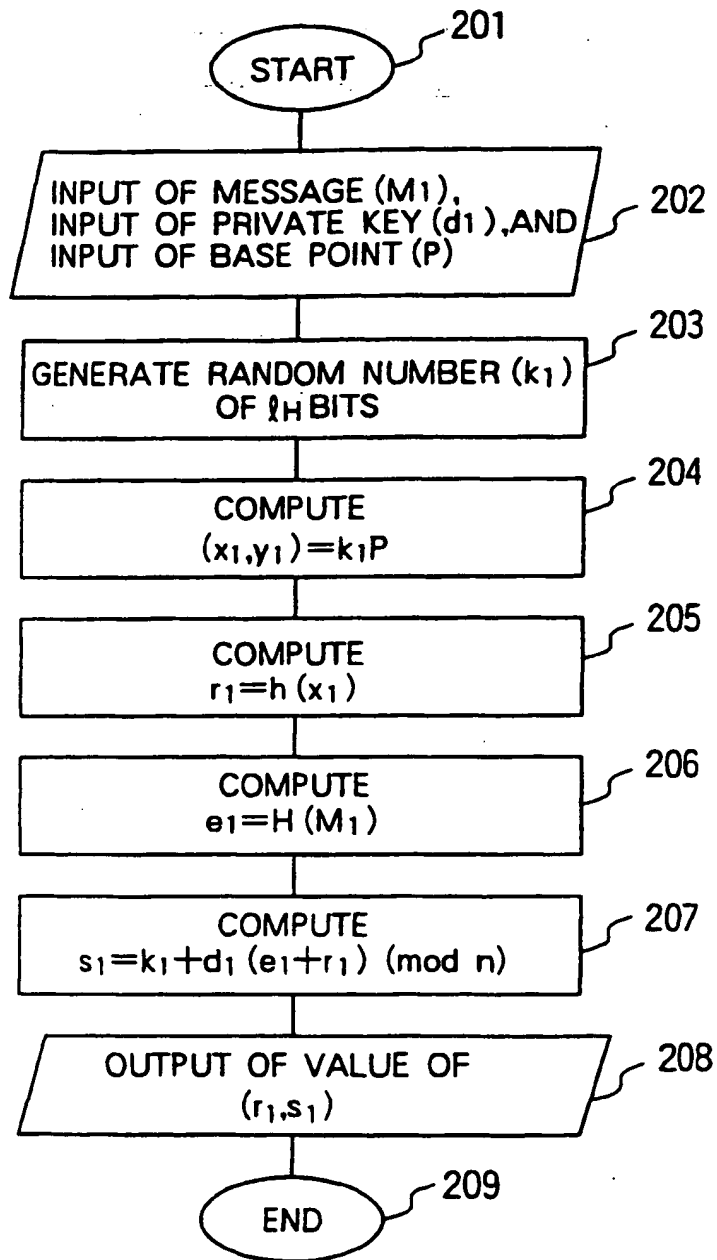 201
START
INPUT OF MESSAGE (M1),
INPUT OF PRIVATE KEY (d1), AND
INPUT OF BASE POINT (P)
202
203
GENERATE RANDOM NUMBER (k1)
OF ℓH BITS
204
COMPUTE
(x1,y1)=k1P
205
COMPUTE
r1=h(x1)
206
COMPUTE
e1=H(M1)
207
COMPUTE
s1=k1+d1(e1+r1) (mod n)
208
OUTPUT OF VALUE OF
(r1,s1)
209
END